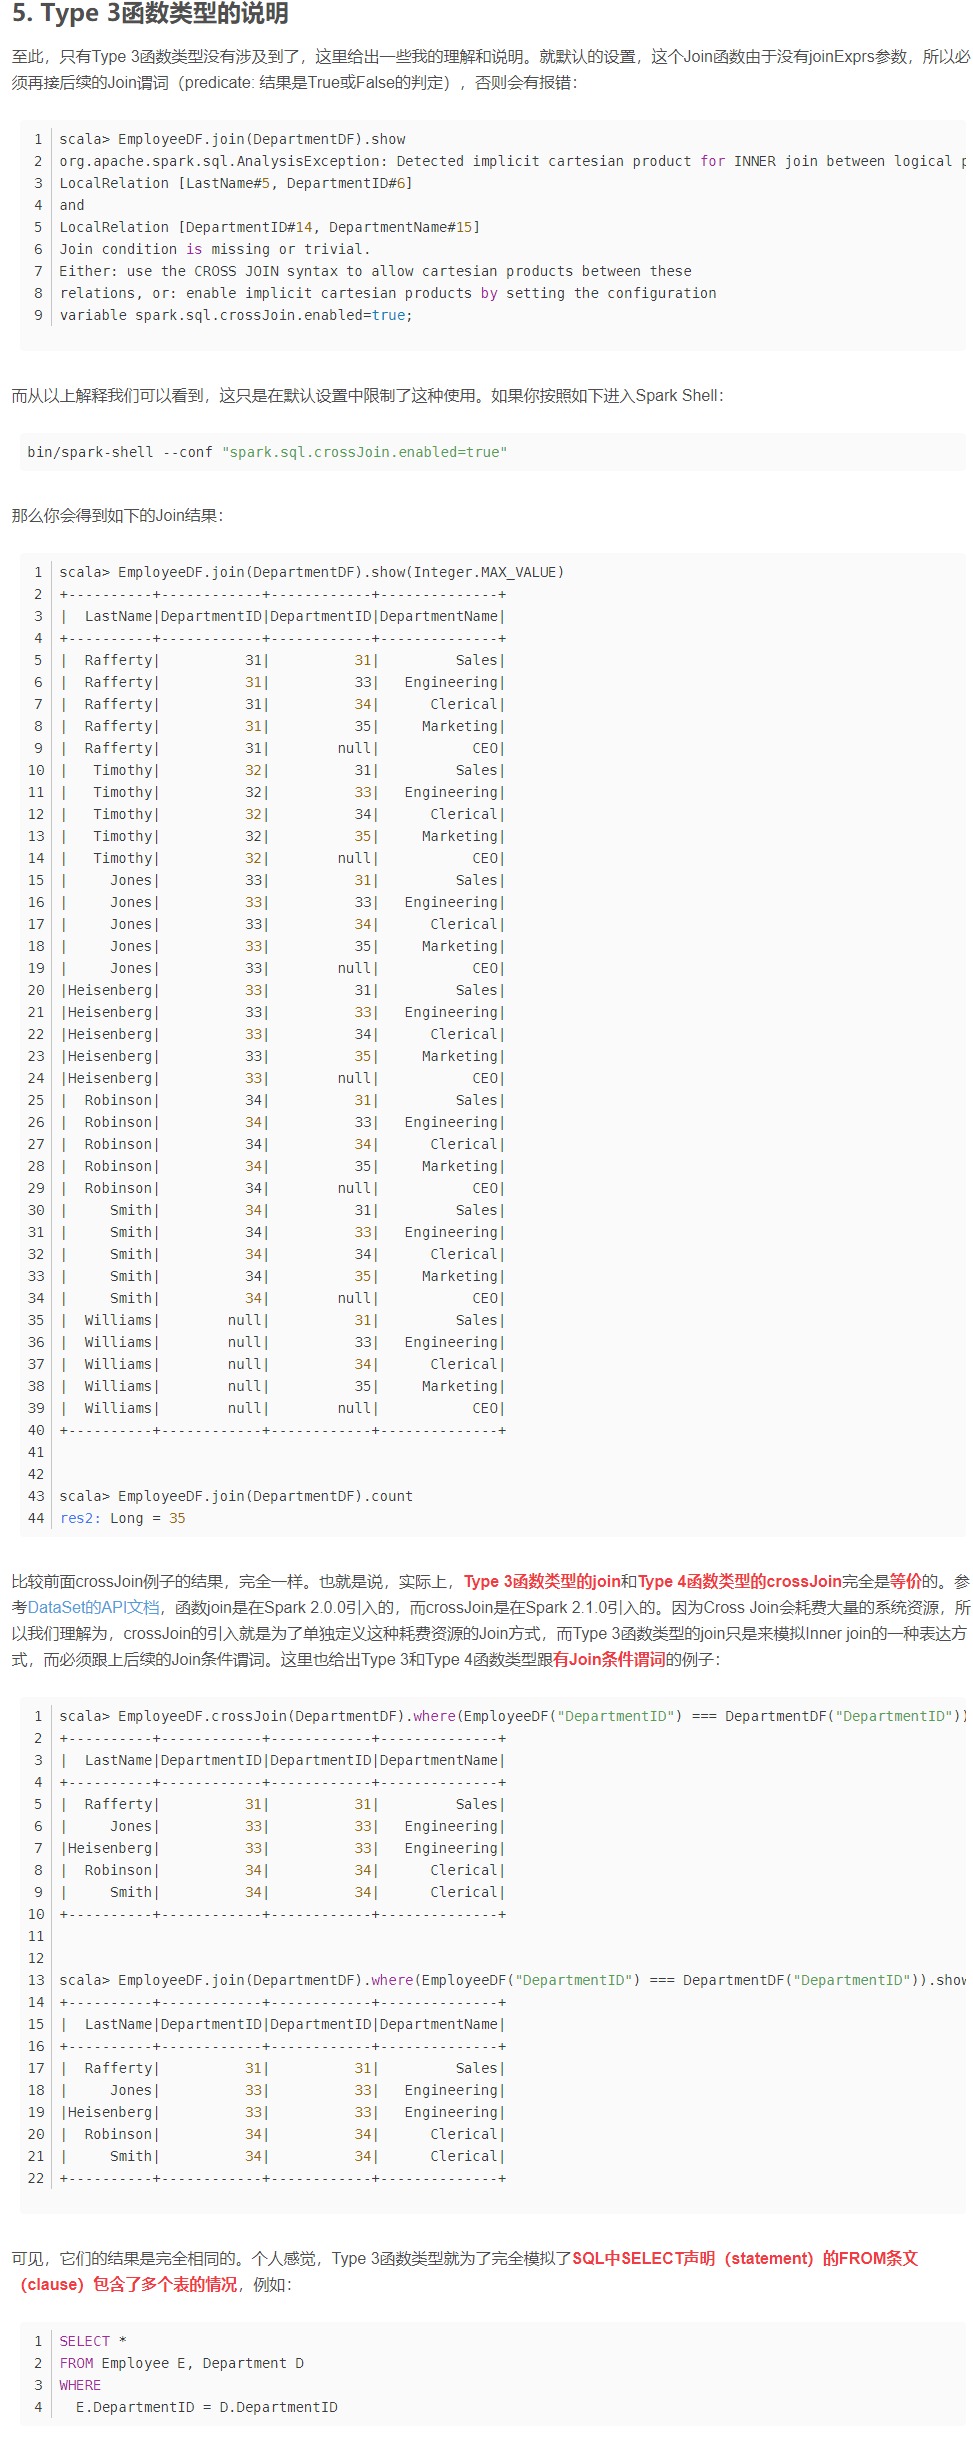 5. Type 3函数类型的说明
至此，只有Type 3函数类型没有涉及到了，这里给出一些我的理解和说明。就默认的设置，这个Join函数由于没有joinExprs参数，所以必
须再接后续的Join谓词（predicate: 结果是True或False的判定），否则会有报错：
1 scala> EmployeeDF.join(DepartmentDF).show
2 org.apache.spark.sql.AnalysisException: Detected implicit cartesian product for INNER join between logical p
3 LocalRelation [LastName#5, DepartmentID#6]
4 and
5 LocalRelation [DepartmentID#14, DepartmentName#15]
6 Join condition is missing or trivial.
7 Either: use the CROSS JOIN syntax to allow cartesian products between these
8 relations, or: enable implicit cartesian products by setting the configuration
9 variable spark.sql.crossJoin.enabled=true;
而从以上解释我们可以看到，这只是在默认设置中限制了这种使用。如果你按照如下进入Spark Shell：
bin/spark-shell --conf "spark.sql.crossJoin.enabled=true"
那么你会得到如下的Join结果：
1 scala> EmployeeDF.join(DepartmentDF).show(Integer.MAX_VALUE)
2 +----------+------------+------------+--------------+
3 |  LastName|DepartmentID|DepartmentID|DepartmentName|
4 +----------+------------+------------+--------------+
5 |  Rafferty|          31|          31|         Sales|
6 |  Rafferty|          31|          33|   Engineering|
7 |  Rafferty|          31|          34|      Clerical|
8 |  Rafferty|          31|          35|     Marketing|
9 |  Rafferty|          31|        null|           CEO|
10 |   Timothy|          32|          31|         Sales|
11 |   Timothy|          32|          33|   Engineering|
12 |   Timothy|          32|          34|      Clerical|
13 |   Timothy|          32|          35|     Marketing|
14 |   Timothy|          32|        null|           CEO|
15 |     Jones|          33|          31|         Sales|
16 |     Jones|          33|          33|   Engineering|
17 |     Jones|          33|          34|      Clerical|
18 |     Jones|          33|          35|     Marketing|
19 |     Jones|          33|        null|           CEO|
20 |Heisenberg|          33|          31|         Sales|
21 |Heisenberg|          33|          33|   Engineering|
22 |Heisenberg|          33|          34|      Clerical|
23 |Heisenberg|          33|          35|     Marketing|
24 |Heisenberg|          33|        null|           CEO|
25 |  Robinson|          34|          31|         Sales|
26 |  Robinson|          34|          33|   Engineering|
27 |  Robinson|          34|          34|      Clerical|
28 |  Robinson|          34|          35|     Marketing|
29 |  Robinson|          34|        null|           CEO|
30 |     Smith|          34|          31|         Sales|
31 |     Smith|          34|          33|   Engineering|
32 |     Smith|          34|          34|      Clerical|
33 |     Smith|          34|          35|     Marketing|
34 |     Smith|          34|        null|           CEO|
35 |  Williams|        null|          31|         Sales|
36 |  Williams|        null|          33|   Engineering|
37 |  Williams|        null|          34|      Clerical|
38 |  Williams|        null|          35|     Marketing|
39 |  Williams|        null|        null|           CEO|
40 +----------+------------+------------+--------------+
41
42
43 scala> EmployeeDF.join(DepartmentDF).count
44 res2: Long = 35
比较前面crossJoin例子的结果，完全一样。也就是说，实际上，Type 3函数类型的join和Type 4函数类型的crossJoin完全是等价的。参
考DataSet的API文档，函数join是在Spark 2.0.0引入的，而crossJoin是在Spark 2.1.0引入的。因为Cross Join会耗费大量的系统资源，所
以我们理解为，crossJoin的引入就是为了单独定义这种耗费资源的Join方式，而Type 3函数类型的join只是来模拟Inner join的一种表达方
式，而必须跟上后续的Join条件谓词。这里也给出Type 3和Type 4函数类型跟有Join条件谓词的例子：
1 scala> EmployeeDF.crossJoin(DepartmentDF).where(EmployeeDF("DepartmentID") === DepartmentDF("DepartmentID"))
2 +----------+------------+------------+--------------+
3 |  LastName|DepartmentID|DepartmentID|DepartmentName|
4 +----------+------------+------------+--------------+
5 |  Rafferty|          31|          31|         Sales|
6 |     Jones|          33|          33|   Engineering|
7 |Heisenberg|          33|          33|   Engineering|
8 |  Robinson|          34|          34|      Clerical|
9 |     Smith|          34|          34|      Clerical|
10 +----------+------------+------------+--------------+
11
12
13 scala> EmployeeDF.join(DepartmentDF).where(EmployeeDF("DepartmentID") === DepartmentDF("DepartmentID")).show
14 +----------+------------+------------+--------------+
15 |  LastName|DepartmentID|DepartmentID|DepartmentName|
16 +----------+------------+------------+--------------+
17 |  Rafferty|          31|          31|         Sales|
18 |     Jones|          33|          33|   Engineering|
19 |Heisenberg|          33|          33|   Engineering|
20 |  Robinson|          34|          34|      Clerical|
21 |     Smith|          34|          34|      Clerical|
22 +----------+------------+------------+--------------+
可见，它们的结果是完全相同的。个人感觉，Type 3函数类型就为了完全模拟了SQL中SELECT声明（statement）的FROM条文
（clause）包含了多个表的情况，例如：
1 SELECT *
2 FROM Employee E, Department D
3 WHERE
4   E.DepartmentID = D.DepartmentID